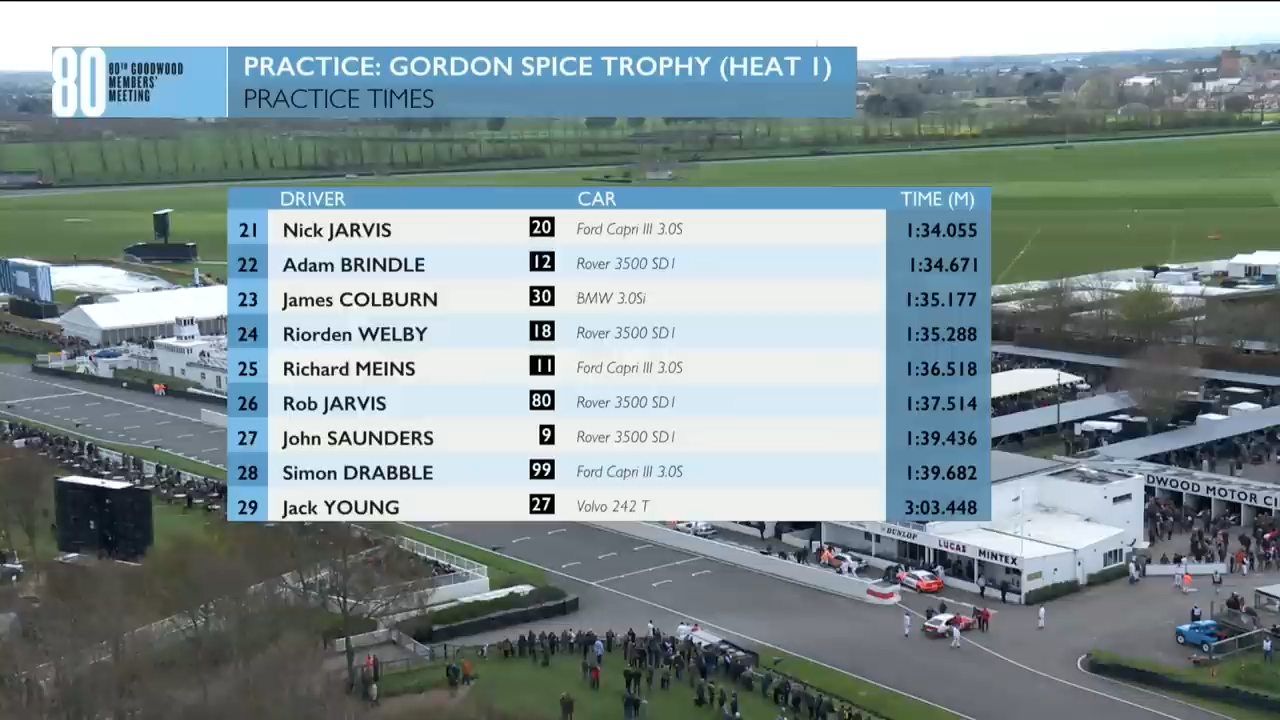 80
80TH GOODWOOD
MEMBERS'
MEETING
PRACTICE: GORDON SPICE TROPHY (HEAT 1)
PRACTICE TIMES
DRIVER CAR TIME (M)
21 Nick JARVIS 20 Ford Capri III 3.0S 1:34.055
22 Adam BRINDLE 12 Rover 3500 SD1 1:34.671
23 James COLBURN 30 BMW 3.0Si 1:35.177
24 Riorden WELBY 18 Rover 3500 SD1 1:35.288
25 Richard MEINS 11 Ford Capri III 3.0S 1:36.518
26 Rob JARVIS 80 Rover 3500 SD1 1:37.514
27 John SAUNDERS 9 Rover 3500 SD1 1:39.436
28 Simon DRABBLE 99 Ford Capri III 3.0S 1:39.682
29 Jack YOUNG 27 Volvo 242 T 3:03.448
DWOOD MOTOR CI
DUNLOP LUCAS MINTEX